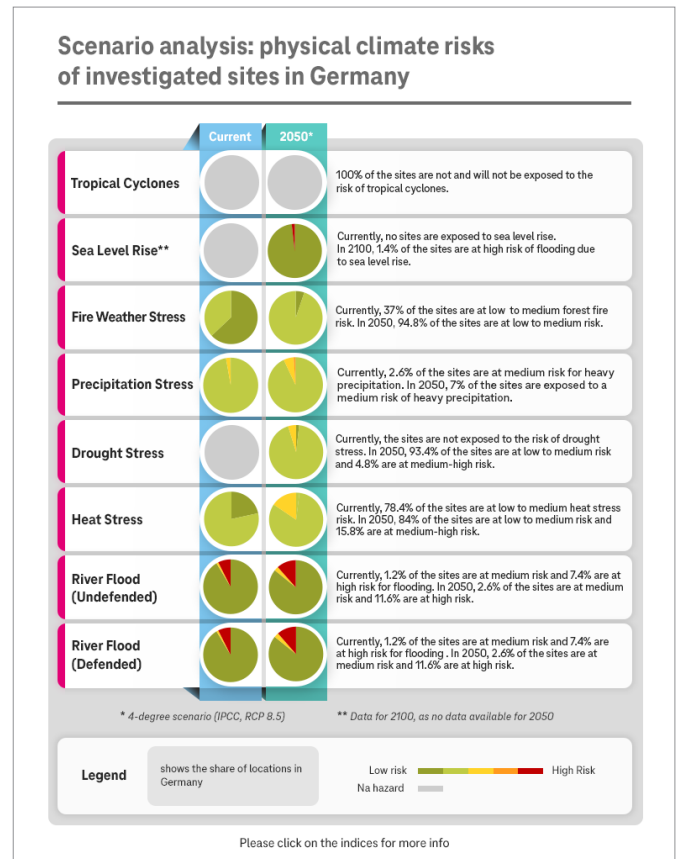 Scenario analysis: physical climate risks
of investigated sites in Germany
Current
2050*
Tropical Cyclones
100% of the sites are not and will not be exposed to the
risk of tropical cyclones.
Sea Level Rise**
Currently, no sites are exposed to sea level rise.
In 2100, 1.4% of the sites are at high risk of flooding due
to sea level rise.
Fire Weather Stress
Currently, 37% of the sites are at low to medium forest fire
risk. In 2050, 94.8% of the sites are at low to medium risk.
Precipitation Stress
Currently, 2.6% of the sites are at medium risk for heavy
precipitation. In 2050, 7% of the sites are exposed to a
medium risk of heavy precipitation.
Drought Stress
Currently, the sites are not exposed to the risk of drought
stress. In 2050, 93.4% of the sites are at low to medium risk
and 4.8% are at medium-high risk.
Heat Stress
Currently, 78.4% of the sites are at low to medium heat stress
risk. In 2050, 84% of the sites are at low to medium risk and
15.8% are at medium-high risk.
River Flood
(Undefended)
Currently, 1.2% of the sites are at medium risk and 7.4% are at
high risk for flooding. In 2050, 2.6% of the sites are at medium
risk and 11.6% are at high risk.
River Flood
(Defended)
Currently, 1.2% of the sites are at medium risk and 7.4% are
at high risk for flooding . In 2050, 2.6% of the sites are at
medium risk and 11.6% are at high risk.
* 4-degree scenario (IPCC, RCP 8.5)
** Data for 2100, as no data available for 2050
Legend
shows the share of locations in
Germany
Low risk
High Risk
Na hazard
Please click on the indices for more info